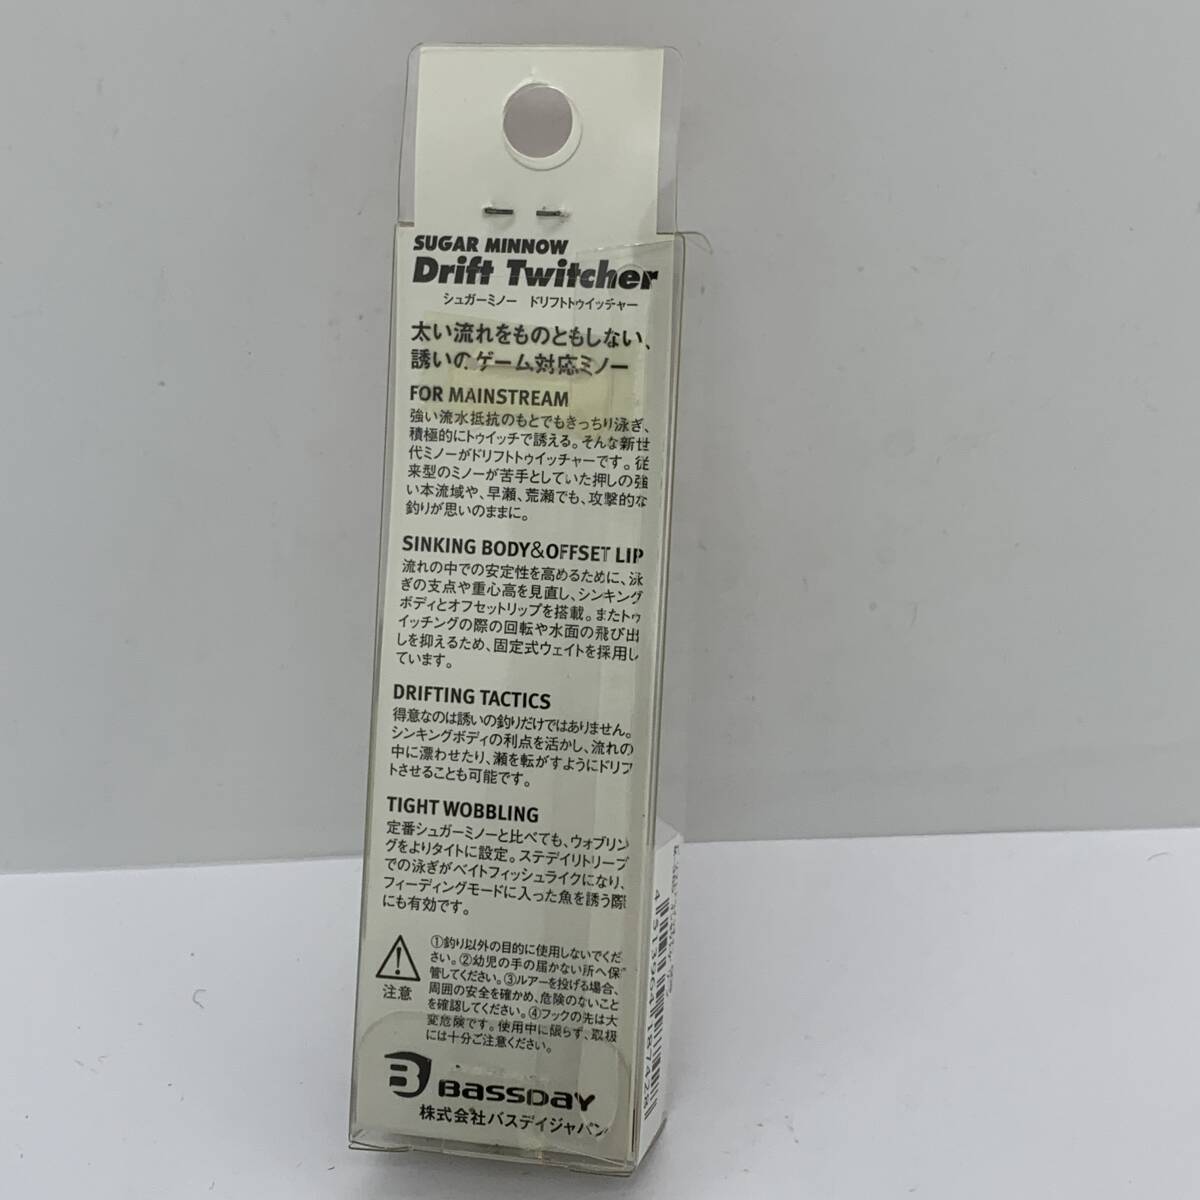 SUGAR MINNOW
Drift Twitcher
シュガーミノー ドリフトトゥイッチャー
太い流れをものともしない、
誘いのゲーム対応ミノー
FOR MAINSTREAM
強い流水抵抗のもとでもきっちり泳ぎ、
積極的にトゥイッチで誘える。そんな新世
代ミノーがドリフトトゥイッチャーです。従
来型のミノーが苦手としていた押しの強
い本流域や、早瀬、荒瀬でも、攻撃的な
釣りが思いのままに。
SINKING BODY&OFFSET LIP
流れの中での安定性を高めるために、泳
ぎの支点や重心高を見直し、シンキング
ボディとオフセットリップを搭載。またトゥ
イッチングの際の回転や水面の飛び出
しを抑えるため、固定式ウェイトを採用し
ています。
DRIFTING TACTICS
得意なのは誘いの釣りだけではありません。
シンキングボディの利点を活かし、流れの
中に漂わせたり、瀬を転がすようにドリフ
トさせることも可能です。
TIGHT WOBBLING
定番シュガーミノーと比べても、ウォブリン
グをよりタイトに設定。ステディリトリーブ
での泳ぎがベイトフィッシュライクになり、
フィーディングモードに入った魚を誘う際
にも有効です。
注意
①釣り以外の目的に使用しないでくだ
さい。②幼児の手の届かない所へ保
管してください。③ルアーを投げる場合、
周囲の安全を確かめ、危険のないこと
を確認してください。④フックの先は大
変危険です。使用中に限らず、取扱
には十分ご注意ください。
BASSDAY
株式会社バスデイジャパン